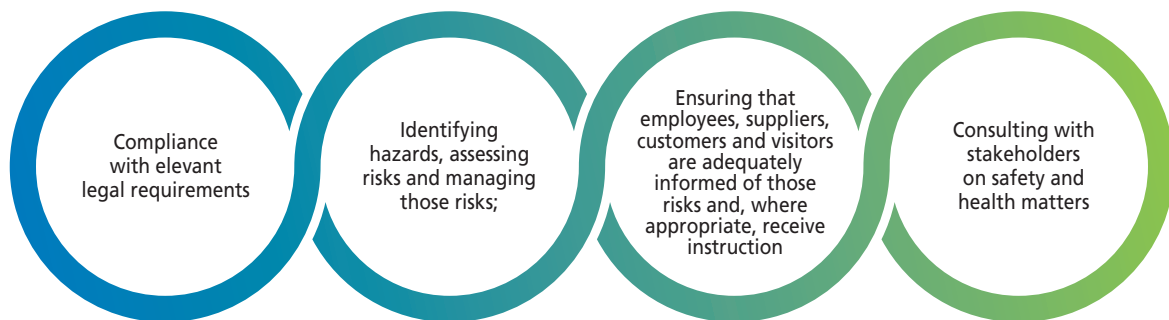 Compliance
with elevant
legal requirements
Identifying
hazards, assessing
risks and managing
those risks;
Ensuring that
employees, suppliers,
customers and visitors
are adequately
informed of those
risks and, where
appropriate, receive
instruction
Consulting with
stakeholders
on safety and
health matters